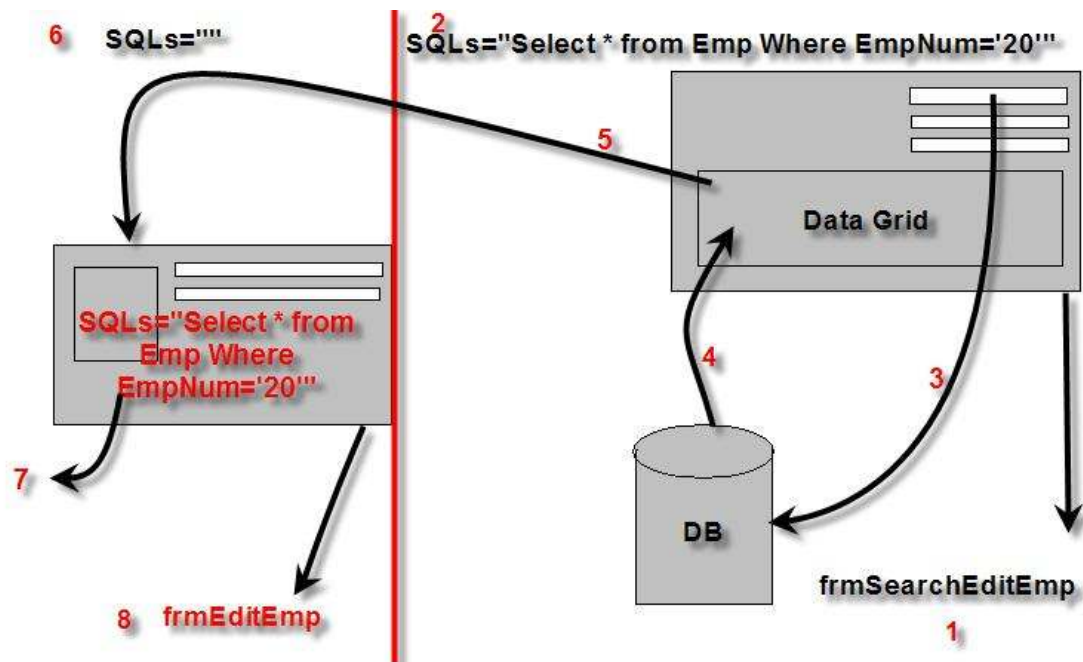 6
SQLs=""
2
SQLs="Select * from Emp Where EmpNum='20'"
5
Data Grid
SQLs="Select * from
Emp Where
EmpNum='20'"
4
3
7
DB
8
frmEditEmp
frmSearchEditEmp
1